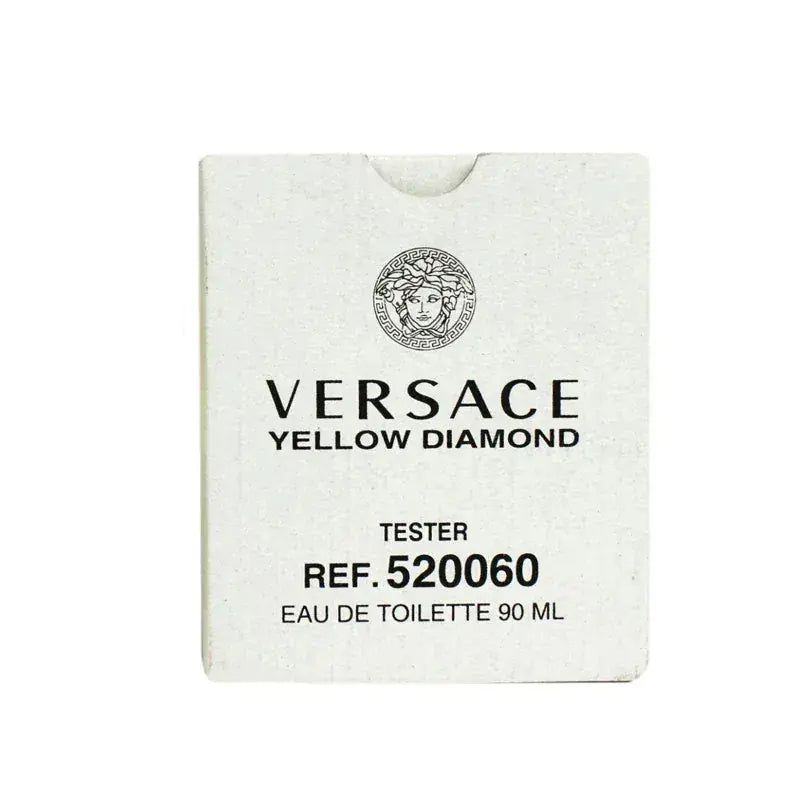 VERSACE
YELLOW DIAMOND
TESTER
REF. 520060
EAU DE TOILETTE 90 ML